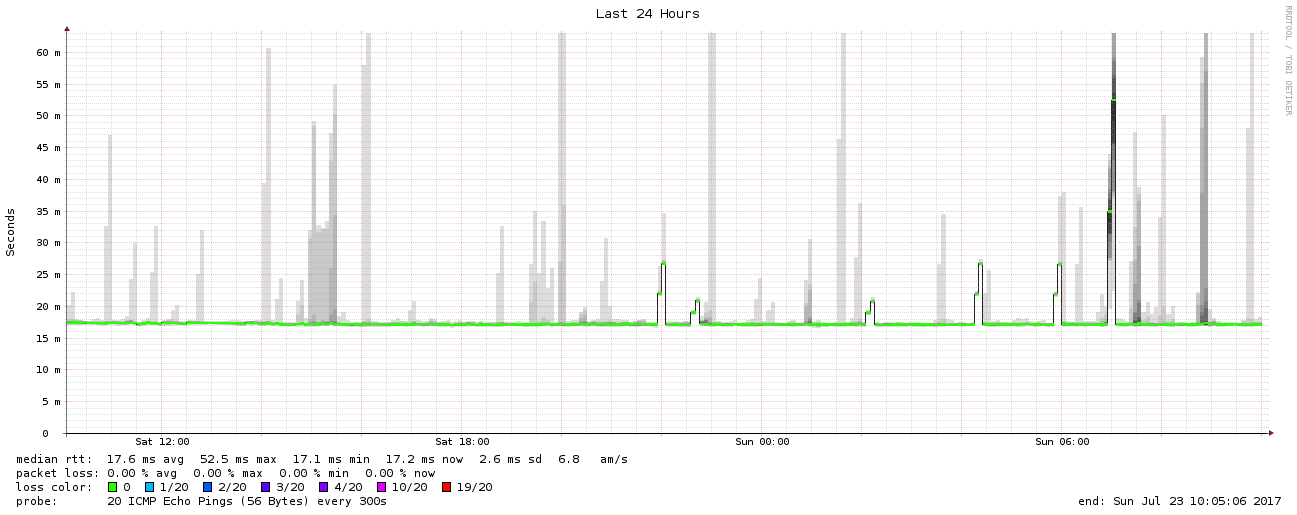 Last 24 Hours
RRDTOOL / TOBI OETIKER
Seconds
60 m
55 m
50 m
45 m
40 m
35 m
30 m
25 m
20 m
15 m
10 m
5 m
0
Sat 12:00 Sat 18:00 Sun 00:00 Sun 06:00
median rtt: 17.6 ms avg 52.5 ms max 17.1 ms min 17.2 ms now 2.6 ms sd 6.8 am/s
packet loss: 0.00 % avg 0.00 % max 0.00 % min 0.00 % now
loss color: 0 1/20 2/20 3/20 4/20 10/20 19/20
probe: 20 ICMP Echo Pings (56 Bytes) every 300s end: Sun Jul 23 10:05:06 2017